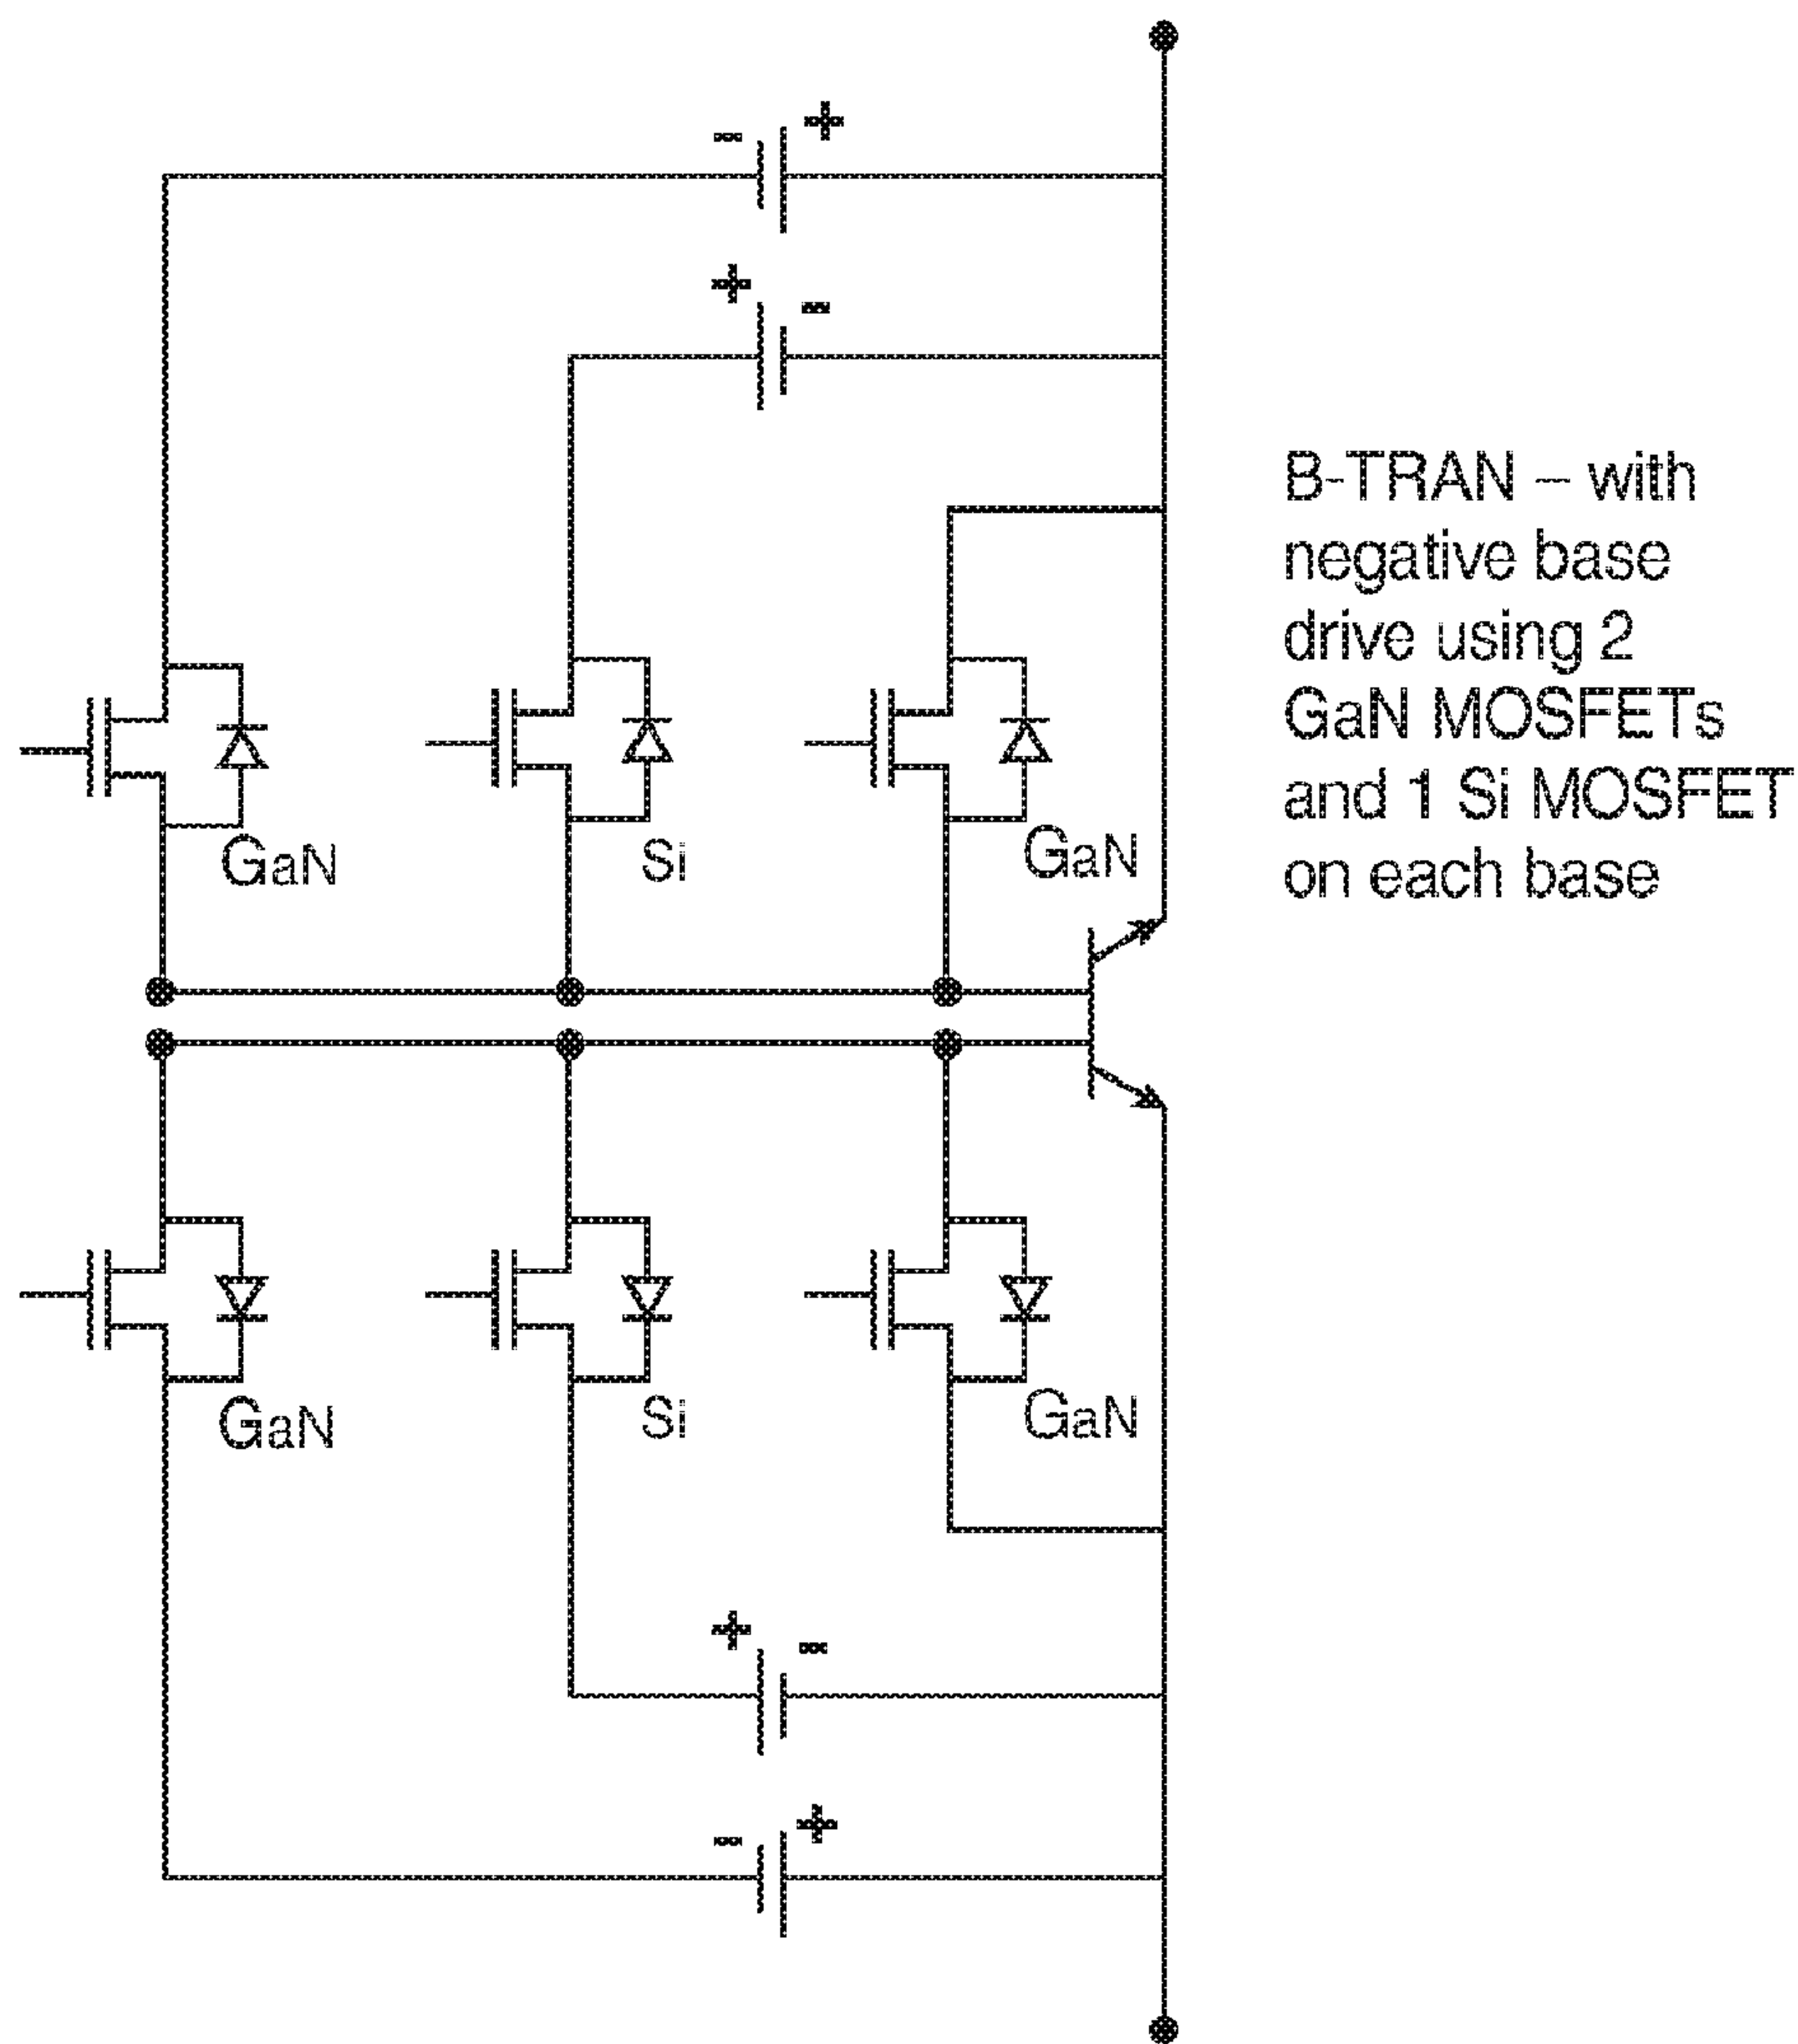 - +
+ -
B-TRAN – with
negative base
drive using 2
GaN MOSFETs
and 1 Si MOSFET
on each base
GaN Si GaN
GaN Si GaN
+ -
- +